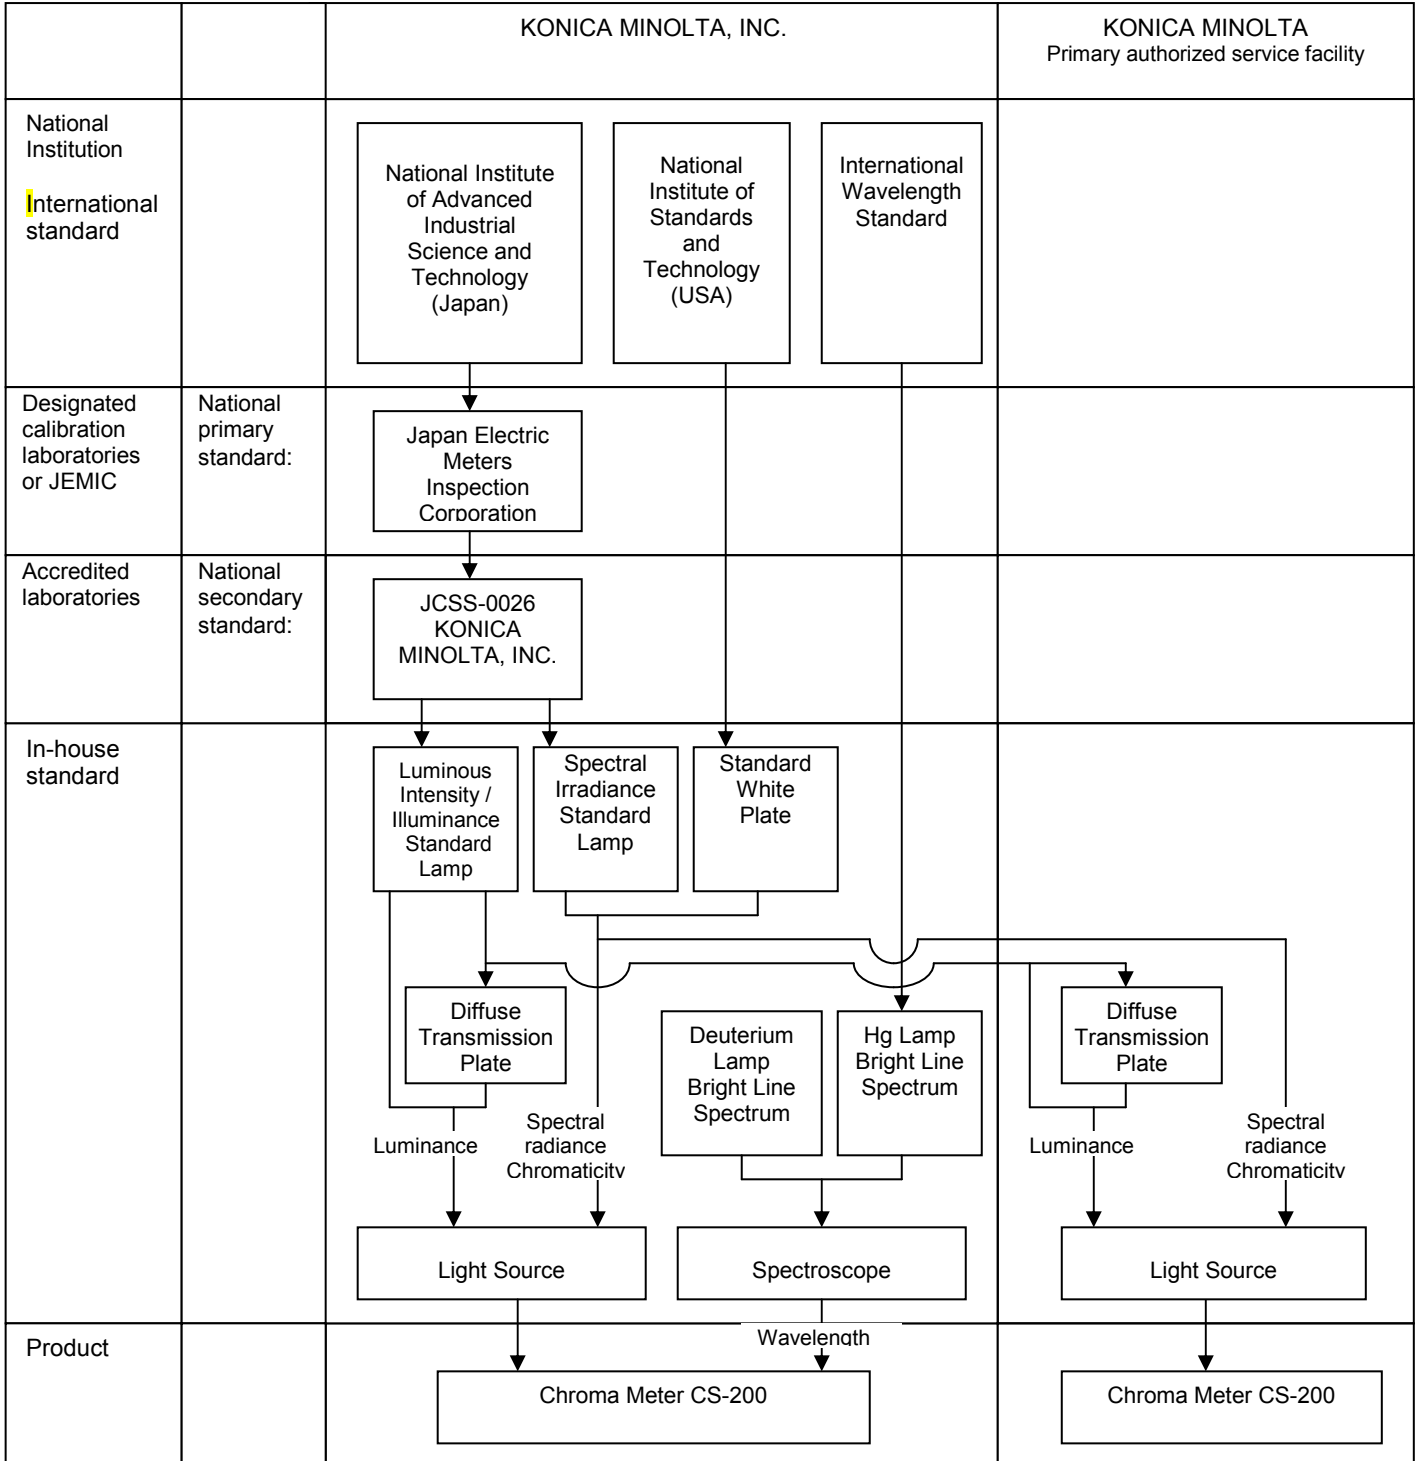 KONICA MINOLTA, INC.
KONICA MINOLTA
Primary authorized service facility
National
Institution
International
standard
National Institute
of Advanced
Industrial
Science and
Technology
(Japan)
National
Institute of
Standards
and
Technology
(USA)
International
Wavelength
Standard
Designated
calibration
laboratories
or JEMIC
National
primary
standard:
Japan Electric
Meters
Inspection
Corporation
Accredited
laboratories
National
secondary
standard:
JCSS-0026
KONICA
MINOLTA, INC.
In-house
standard
Luminous
Intensity /
Illuminance
Standard
Lamp
Spectral
Irradiance
Standard
Lamp
Standard
White
Plate
Diffuse
Transmission
Plate
Deuterium
Lamp
Bright Line
Spectrum
Hg Lamp
Bright Line
Spectrum
Diffuse
Transmission
Plate
Luminance
Spectral
radiance
Chromaticity
Luminance
Spectral
radiance
Chromaticity
Light Source
Spectroscope
Light Source
Product
Wavelength
Chroma Meter CS-200
Chroma Meter CS-200